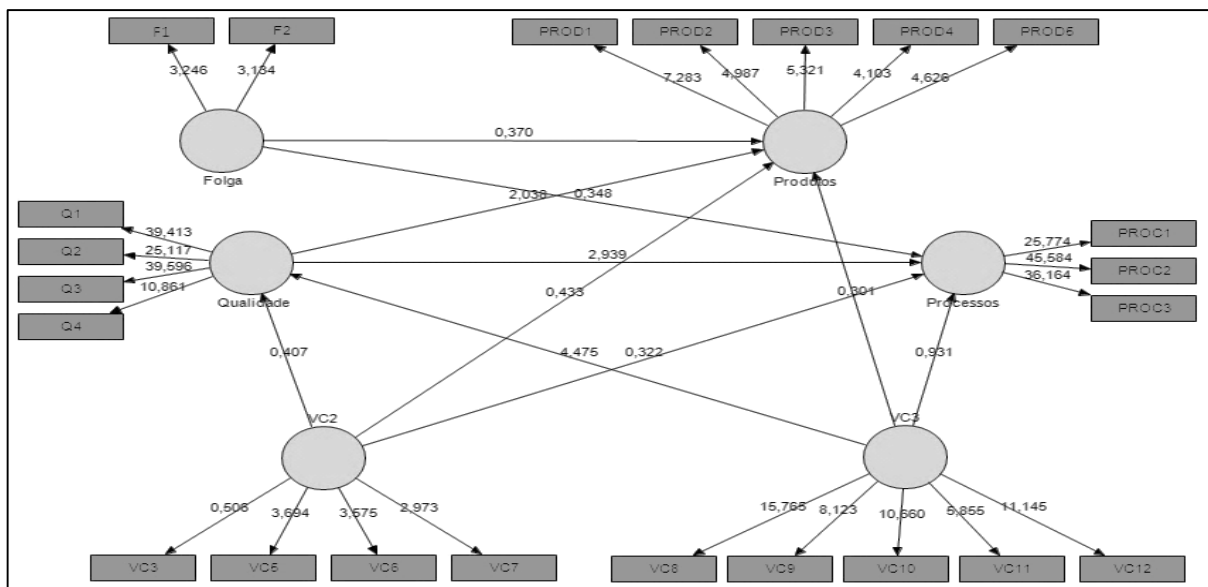 F1
F2
PROD1
PROD2
PROD3
PROD4
PROD5
3,246
3,134
7,283
4,987
5,321
4,103
4,626
0,370
Folga
Produtos
Q1
Q2
Q3
Q4
39,413
25,117
39,596
10,861
2,038
0,348
Qualidade
2,939
Processos
25,774
45,584
36,164
PROC1
PROC2
PROC3
0,433
0,301
0,407
4,475
0,322
0,931
VC2
VC3
0,506
3,694
3,575
2,973
15,765
8,123
10,660
5,855
11,145
VC3
VC5
VC6
VC7
VC8
VC9
VC10
VC11
VC12